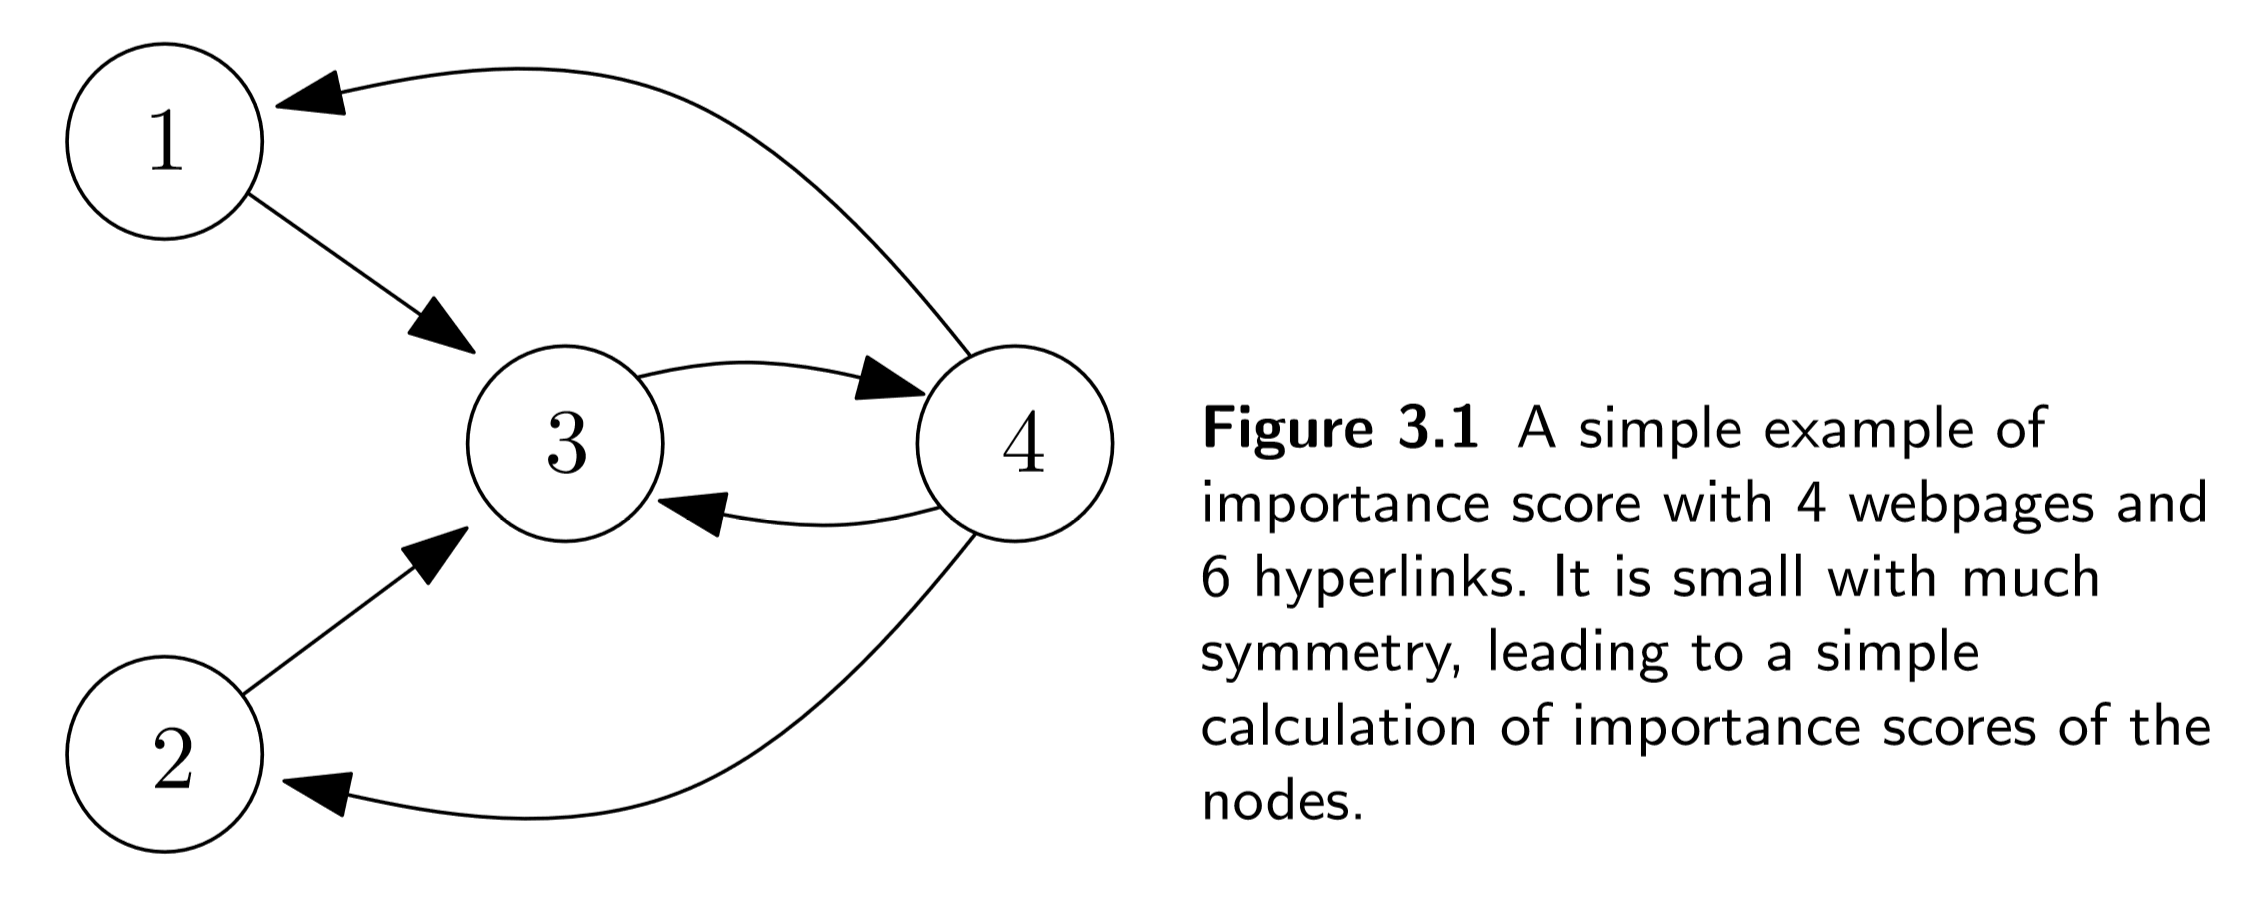 1
3
4
2
Figure 3.1 A simple example of
importance score with 4 webpages and
6 hyperlinks. It is small with much
symmetry, leading to a simple
calculation of importance scores of the
nodes.